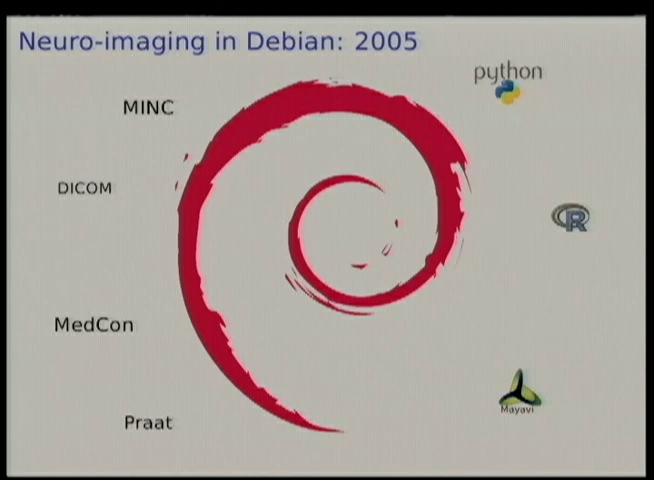 Neuro-imaging in Debian: 2005
python
MINC
DICOM
R
MedCon
Mayavi
Praat